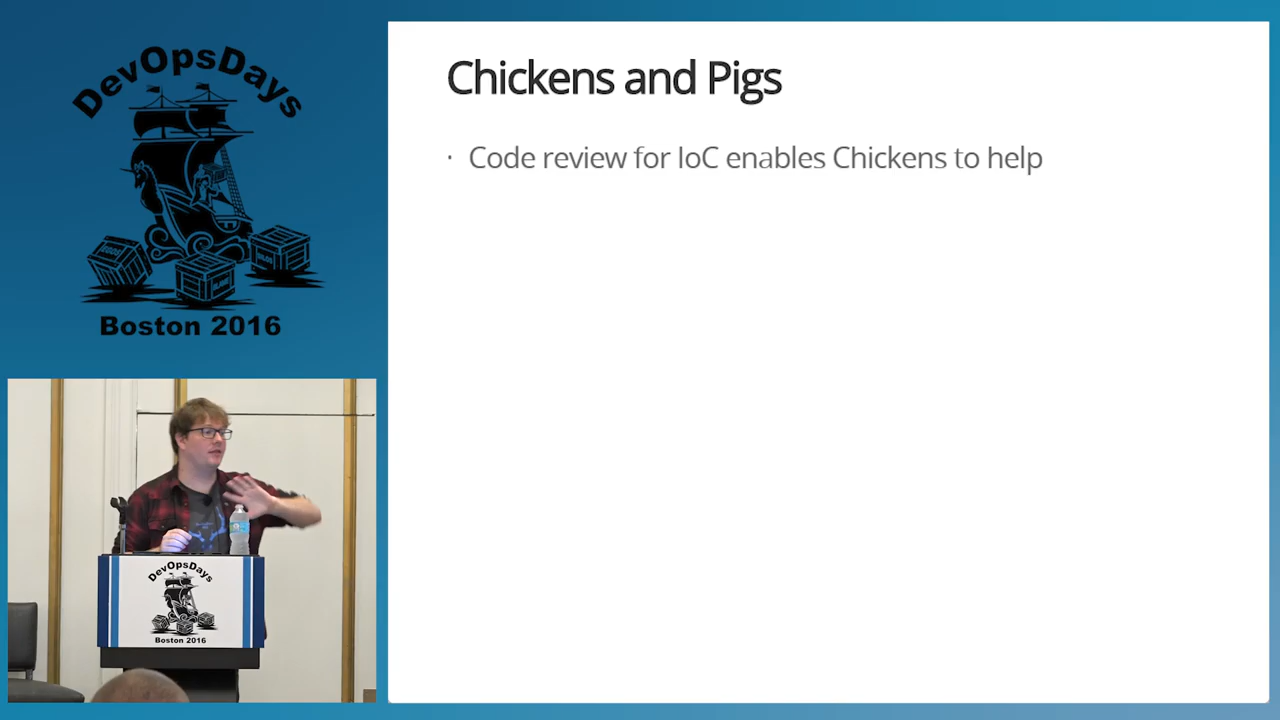 DevOpsDays
Boston 2016
Chickens and Pigs
· Code review for IoC enables Chickens to help
DevOpsDays
Boston 2016